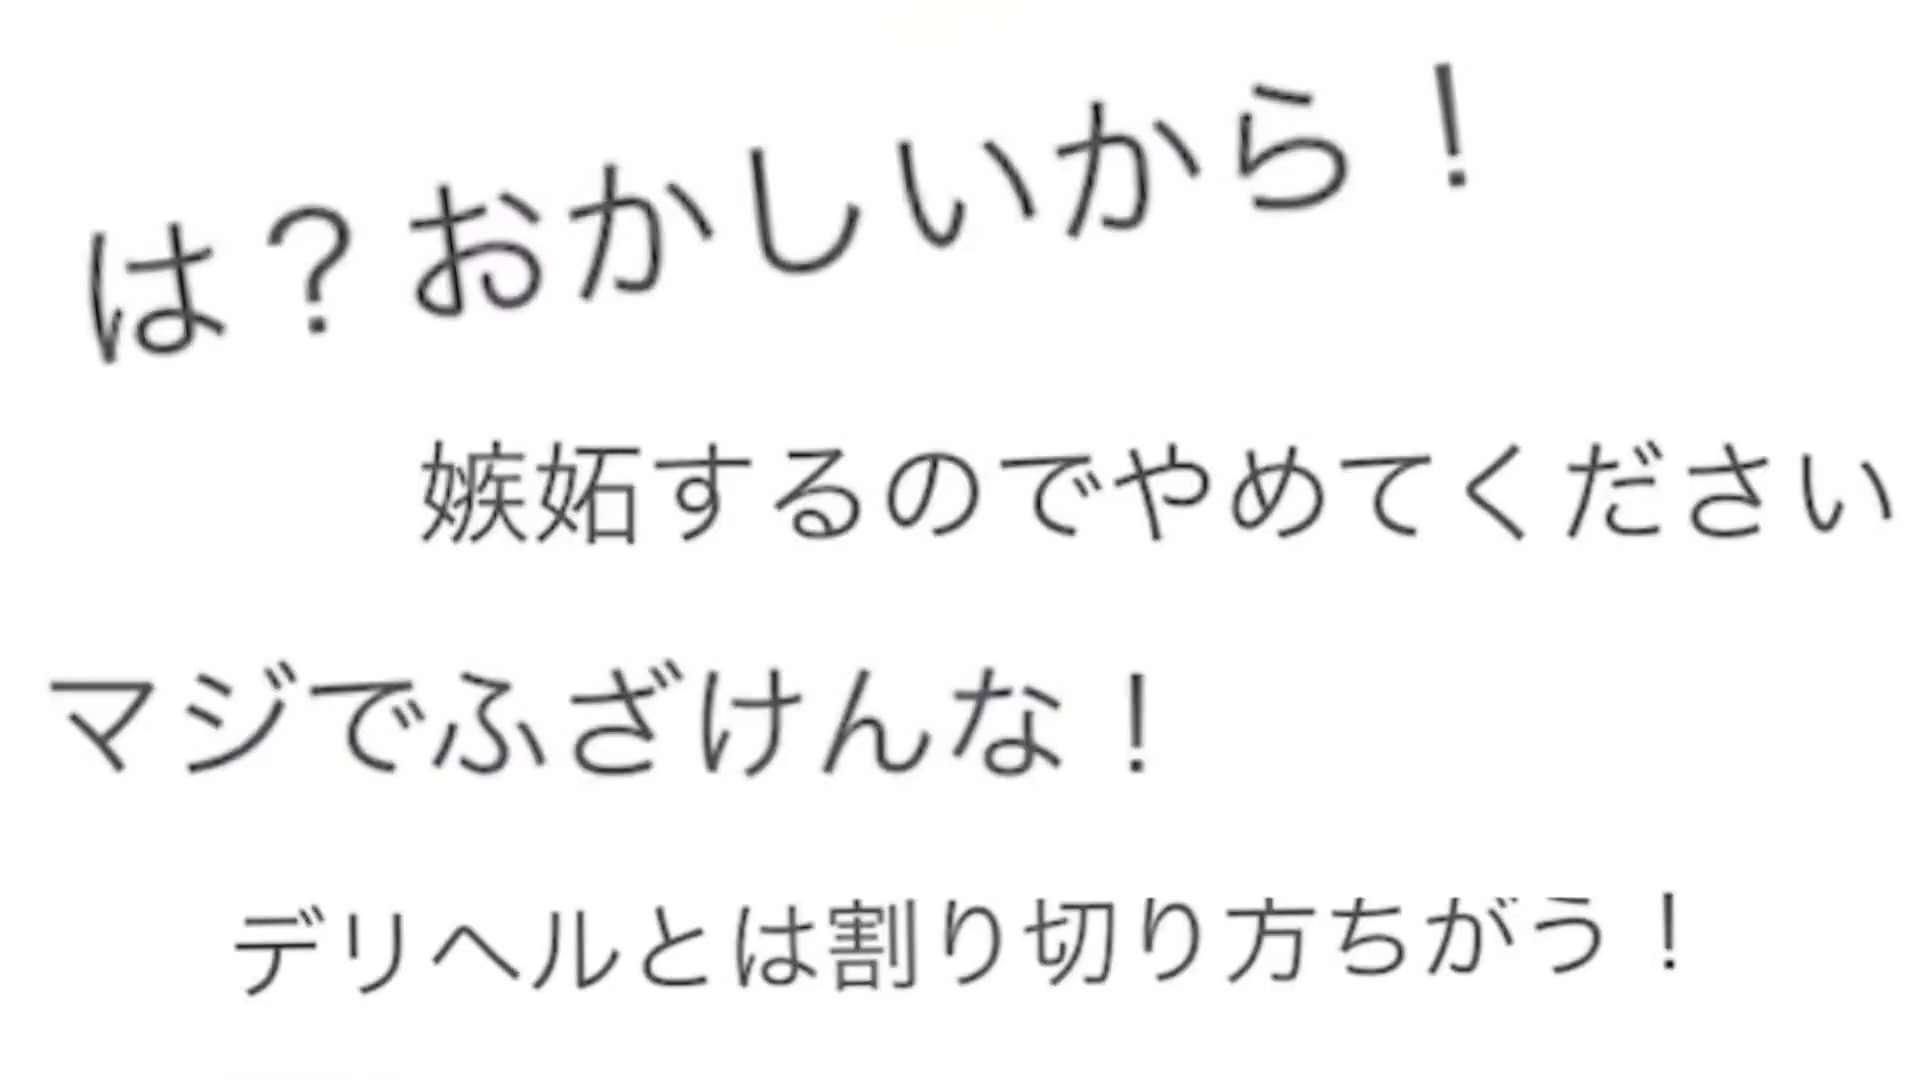 は？おかしいから！
嫉妬するのでやめてください
マジでふざけんな！
デリヘルとは割り切り方ちがう！